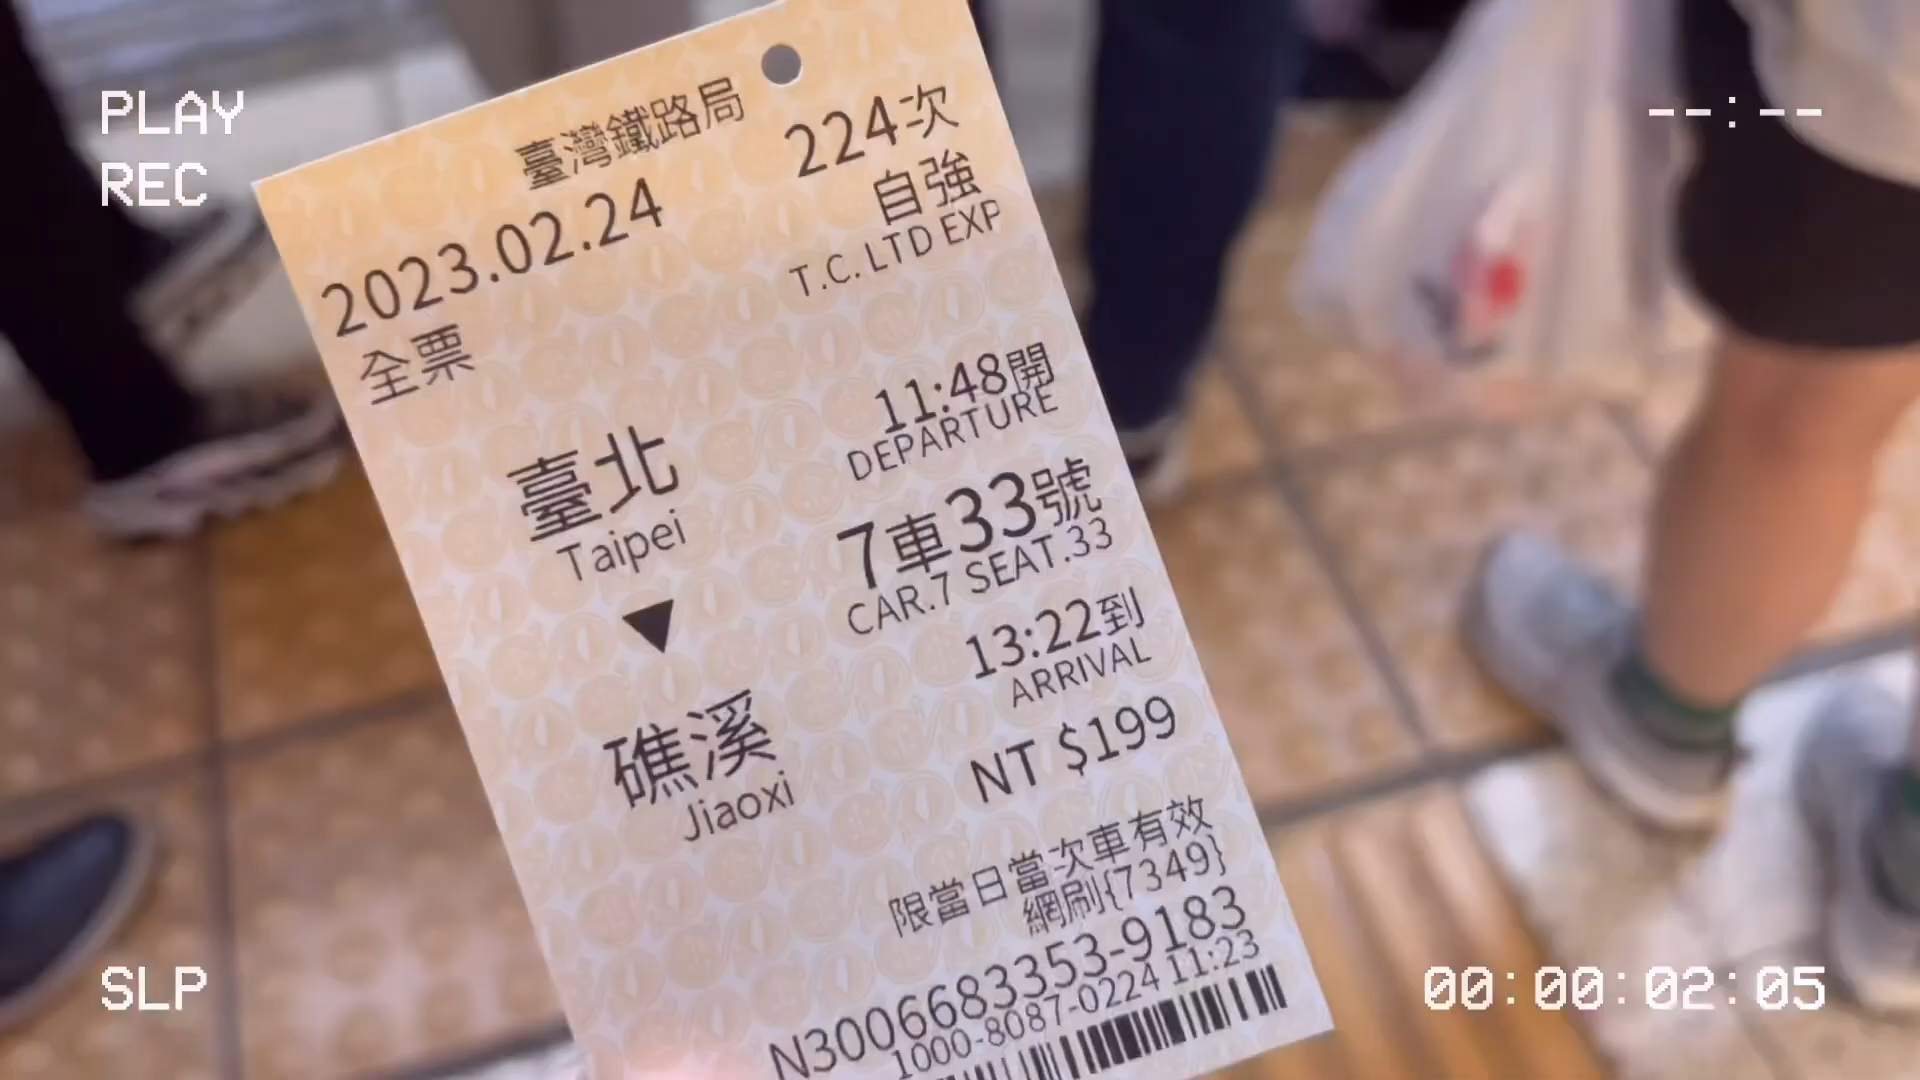 PLAY
REC
--:--
臺灣鐵路局
224次
2023.02.24
自強
T.C. LTD EXP
全票
11:48開
DEPARTURE
臺北
Taipei
7車33號
CAR.7 SEAT.33
▼
13:22到
ARRIVAL
礁溪
Jiaoxi
NT $199
限當日當次車有效
網刷{7349}
N3006683353-9183
1000-8087-0224 11:23
SLP
00:00:02:05